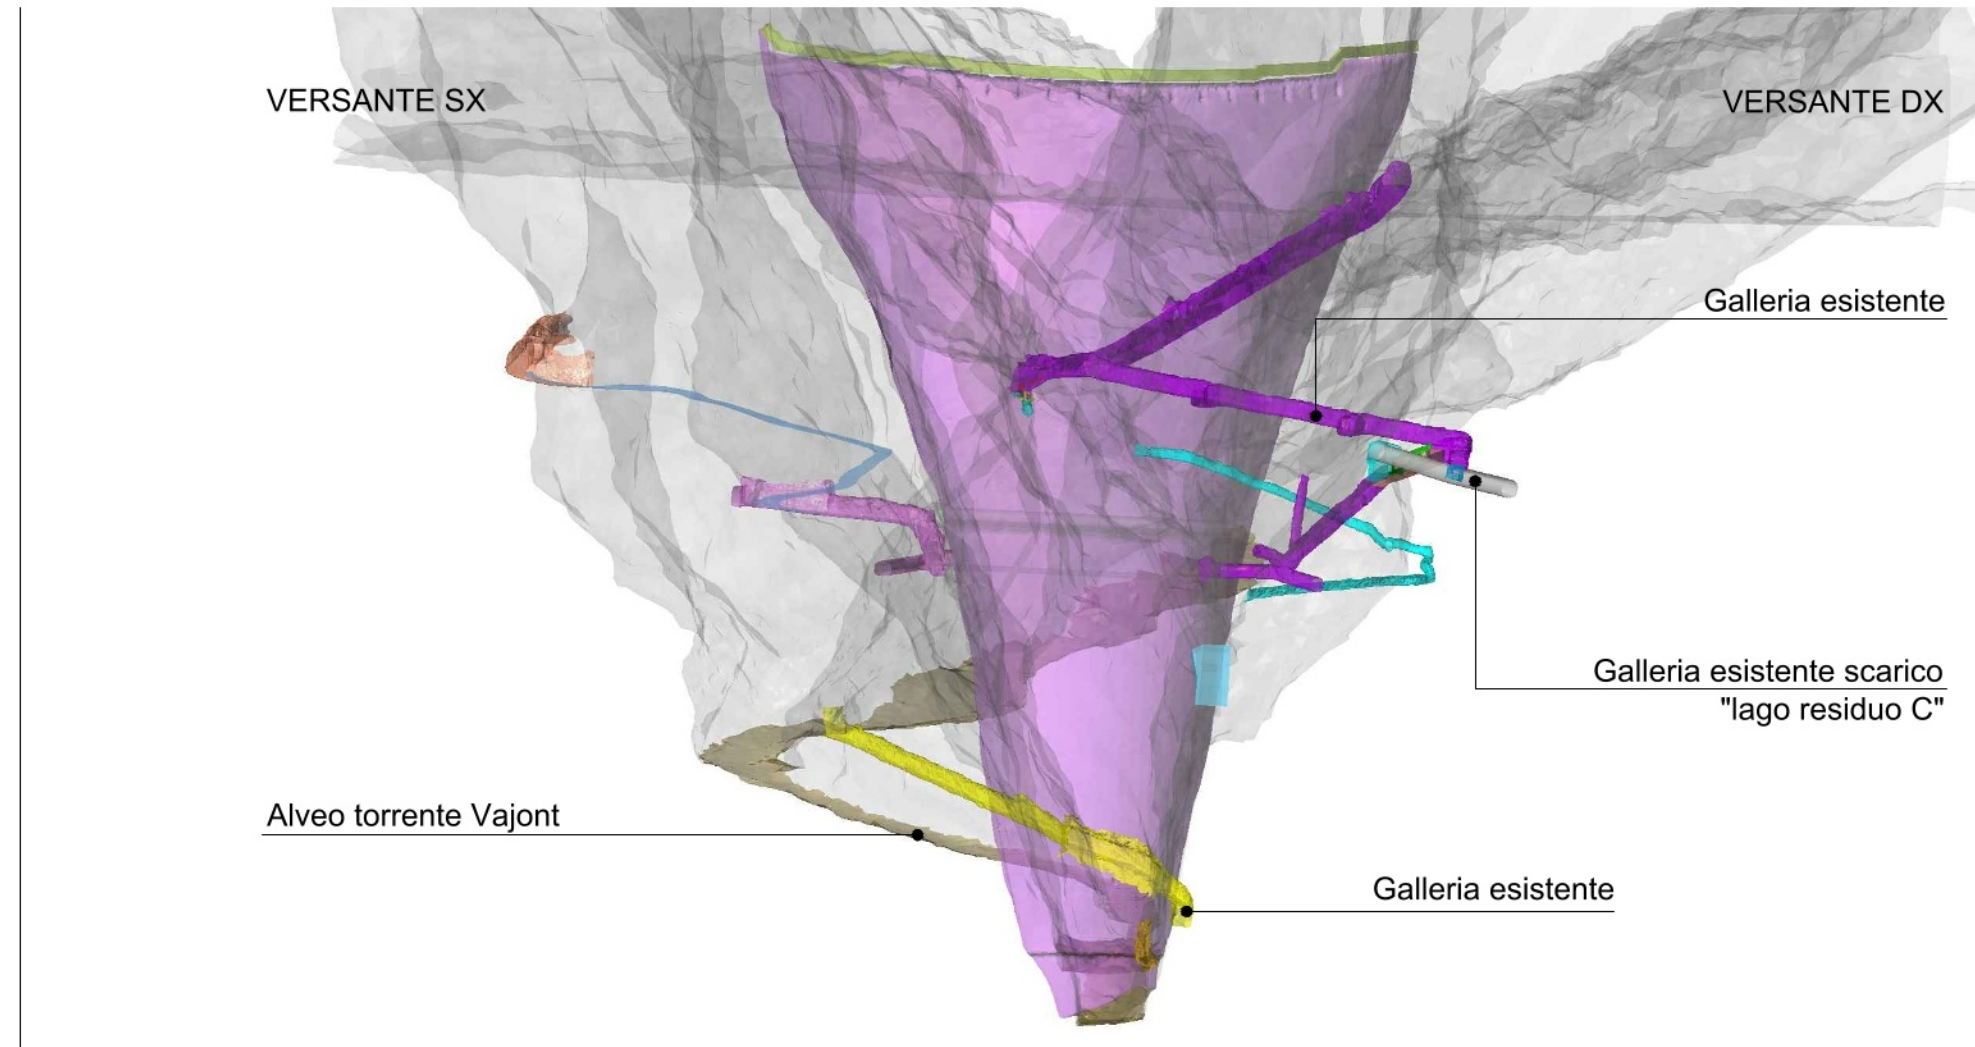 VERSANTE SX
VERSANTE DX
Galleria esistente
Galleria esistente scarico
"lago residuo C"
Alveo torrente Vajont
Galleria esistente